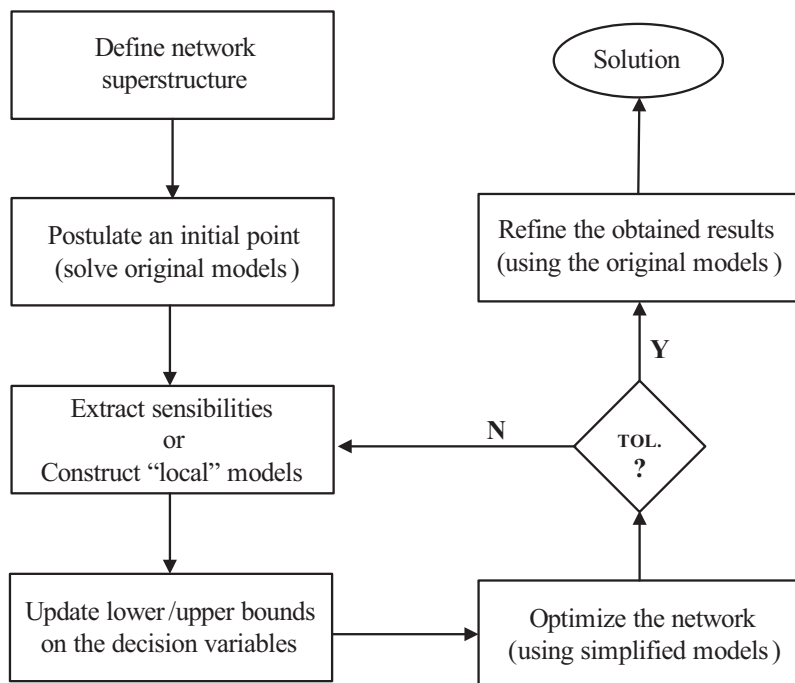 Define network
superstructure
Postulate an initial point
(solve original models)
Extract sensibilities
or
Construct “local” models
Update lower/upper bounds
on the decision variables
Optimize the network
(using simplified models)
TOL.
?
N
Y
Refine the obtained results
(using the original models)
Solution